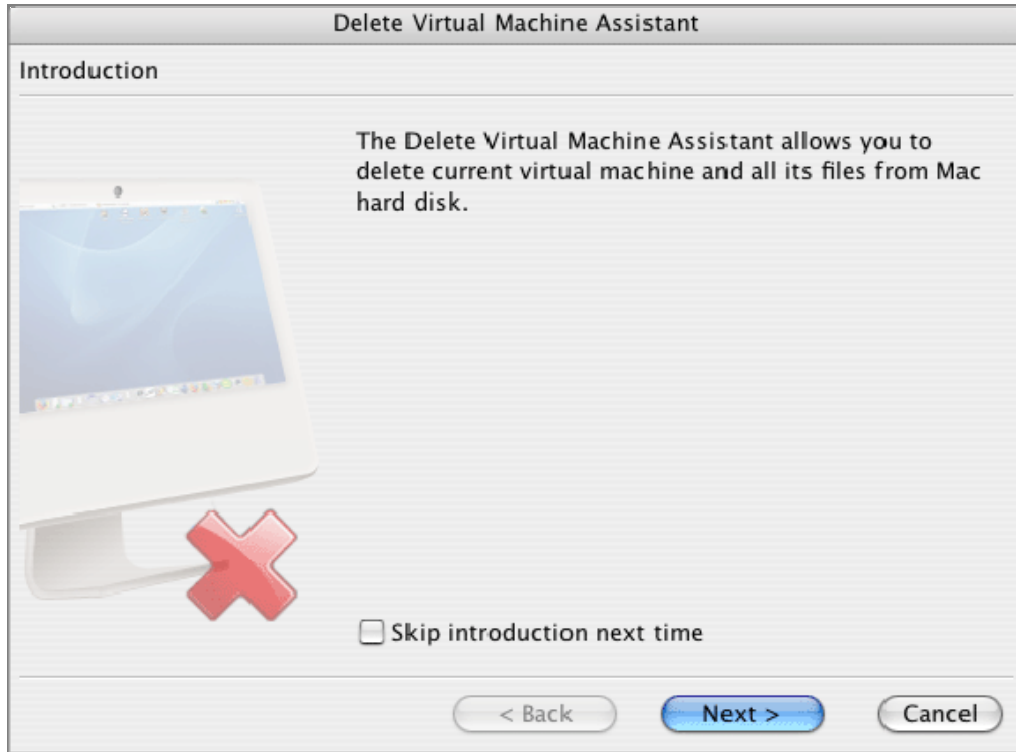 Delete Virtual Machine Assistant
Introduction
The Delete Virtual Machine Assistant allows you to
delete current virtual machine and all its files from Mac
hard disk.
Skip introduction next time
< Back
Next >
Cancel